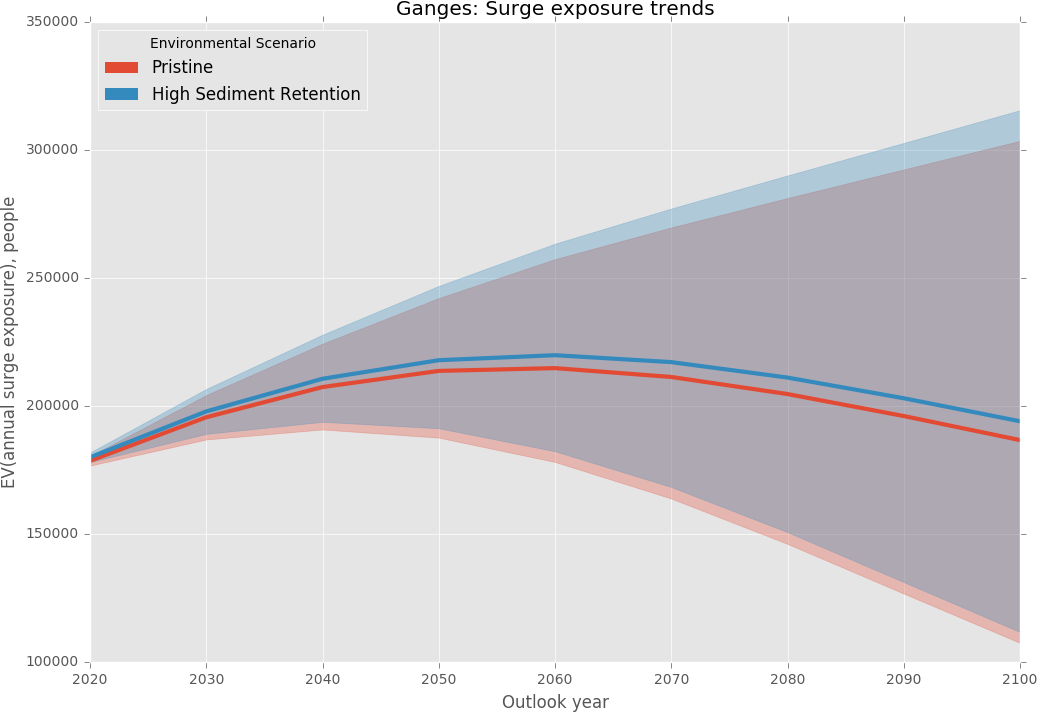 Ganges: Surge exposure trends
350000
300000
250000
200000
150000
100000
EV(annual surge exposure), people
Environmental Scenario
Pristine
High Sediment Retention
2020 2030 2040 2050 2060 2070 2080 2090 2100
Outlook year